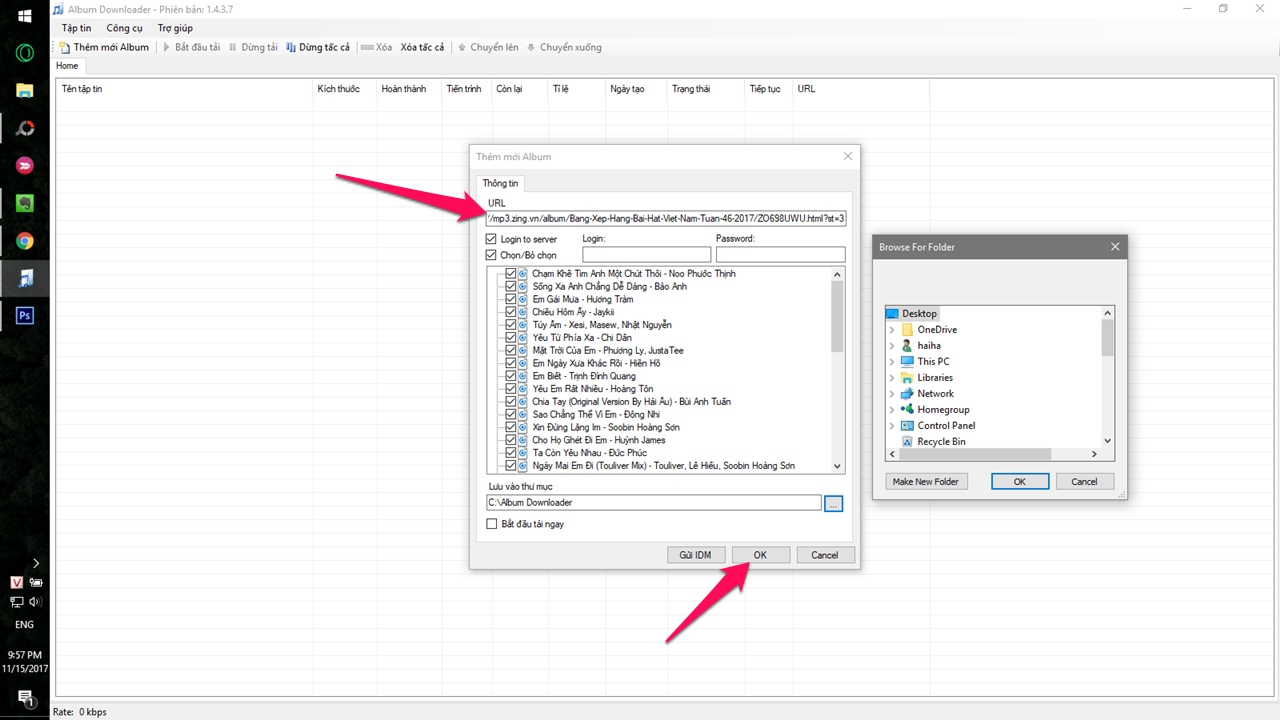 Album Downloader - Phiên bản: 1.4.3.7
Tập tin Công cụ Trợ giúp
Thêm mới Album Bắt đầu tải Dừng tải Dừng tất cả Xóa Xóa tất cả Chuyển lên Chuyển xuống
Home
Tên tập tin Kích thước Hoàn thành Tiến trình Còn lại Tỉ lệ Ngày tạo Trạng thái Tiếp tục URL
Thêm mới Album
Thông tin
URL
'/mp3.zing.vn/album/Bang-Xep-Hang-Bai-Hat-Viet-Nam-Tuan-46-2017/ZO698UWU.html?st=3
Login to server Login: Password:
Chọn/Bỏ chọn
Chạm Khẽ Tim Anh Một Chút Thôi - Noo Phước Thịnh
Sống Xa Anh Chẳng Dễ Dàng - Bảo Anh
Em Gái Mưa - Hương Tràm
Chiều Hôm Ấy - Jaykii
Túy Âm - Xesi, Masew, Nhật Nguyễn
Yêu Từ Phía Xa - Chi Dân
Mặt Trời Của Em - Phương Ly, JustaTee
Em Ngày Xưa Khác Rồi - Hiền Hồ
Em Biết - Trịnh Đình Quang
Yêu Em Rất Nhiều - Hoàng Tôn
Chia Tay (Original Version By Hải Âu) - Bùi Anh Tuấn
Sao Chẳng Thể Vì Em - Đông Nhi
Xin Đừng Lặng Im - Soobin Hoàng Sơn
Cho Họ Ghét Đi Em - Huỳnh James
Ta Còn Yêu Nhau - Đức Phúc
Ngày Mai Em Đi (Touliver Mix) - Touliver, Lê Hiếu, Soobin Hoàng Sơn
Lưu vào thư mục
C:\Album Downloader ...
Bắt đầu tải ngay
Gửi IDM OK Cancel
Browse For Folder
Desktop
OneDrive
haiha
This PC
Libraries
Network
Homegroup
Control Panel
Recycle Bin
Make New Folder OK Cancel
Ps
V
ENG
9:57 PM
11/15/2017
1
Rate: 0 kbps